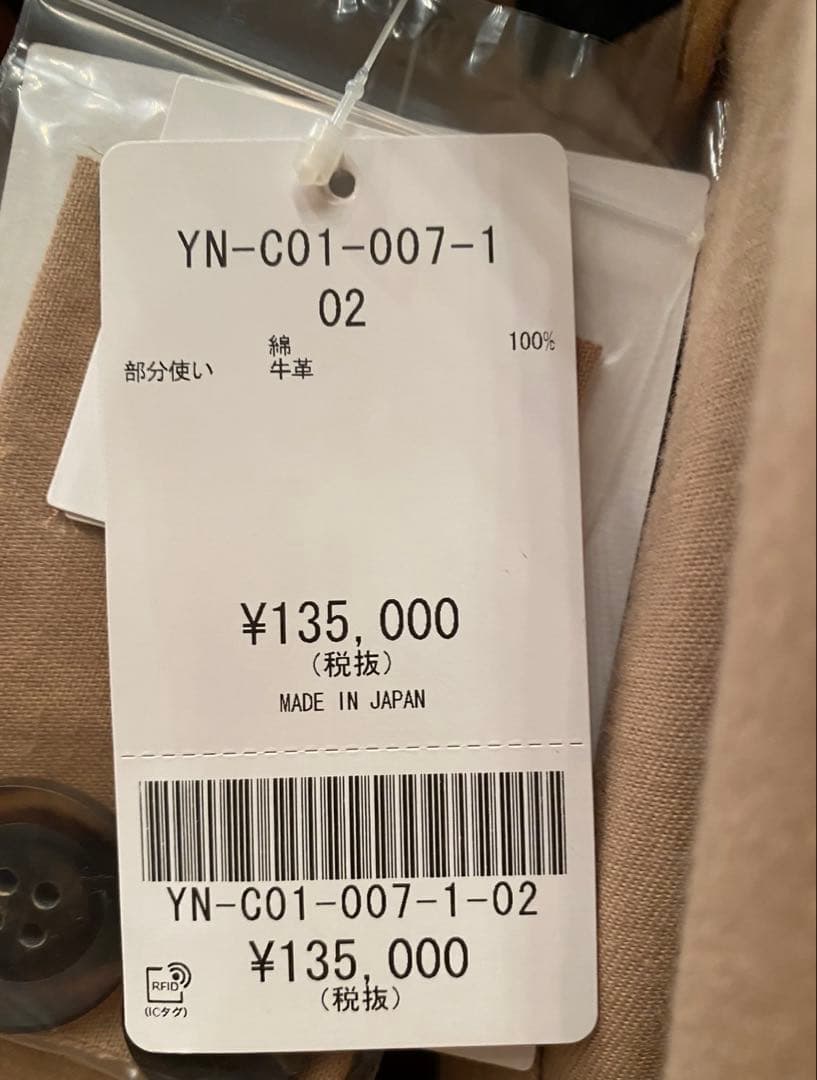 YN-C01-007-1
02
綿 100%
部分使い 牛革
¥135,000
(税抜)
MADE IN JAPAN
YN-C01-007-1-02
¥135,000
(税抜)
RFID
(ICタグ)